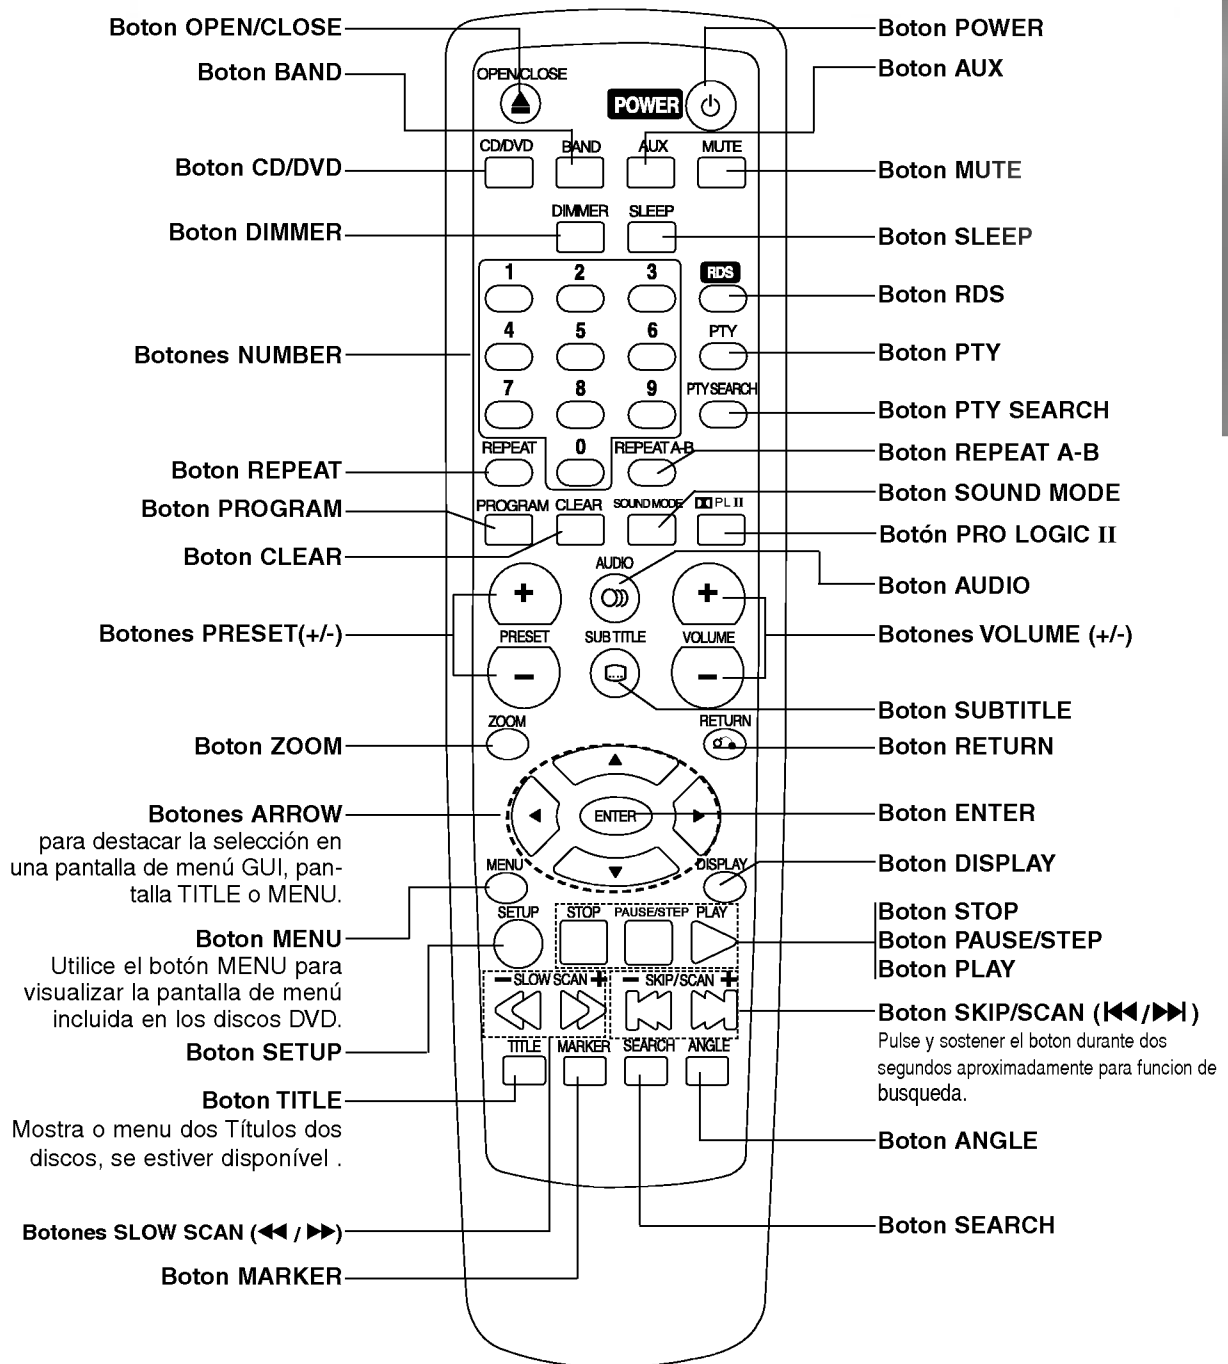 Boton OPEN/CLOSE
Boton BAND
Boton CD/DVD
Boton DIMMER
Botones NUMBER
Boton REPEAT
Boton PROGRAM
Boton CLEAR
Botones PRESET(+/-)
Boton ZOOM
Botones ARROW
para destacar la selección en
una pantalla de menú GUI, pan-
talla TITLE o MENU.
Boton MENU
Utilice el botón MENU para
visualizar la pantalla de menú
incluida en los discos DVD.
Boton SETUP
Boton TITLE
Mostra o menu dos Títulos dos
discos, se estiver disponível .
Botones SLOW SCAN (◀◀ / ▶▶)
Boton MARKER
OPEN/CLOSE
POWER
CD/DVD BAND AUX MUTE
DIMMER SLEEP
1 2 3 RDS
4 5 6 PTY
7 8 9 PTY SEARCH
REPEAT 0 REPEAT A-B
PROGRAM CLEAR SOUND MODE PL II
AUDIO
+ +
PRESET SUBTITLE VOLUME
− −
ZOOM RETURN
ENTER
MENU DISPLAY
SETUP STOP PAUSE/STEP PLAY
− SLOW SCAN + − SKIP/SCAN +
TITLE MARKER SEARCH ANGLE
Boton POWER
Boton AUX
Boton MUTE
Boton SLEEP
Boton RDS
Boton PTY
Boton PTY SEARCH
Boton REPEAT A-B
Boton SOUND MODE
Botón PRO LOGIC II
Boton AUDIO
Botones VOLUME (+/-)
Boton SUBTITLE
Boton RETURN
Boton ENTER
Boton DISPLAY
Boton STOP
Boton PAUSE/STEP
Boton PLAY
Boton SKIP/SCAN (|◀◀/▶▶|)
Pulse y sostener el boton durante dos
segundos aproximadamente para funcion de
busqueda.
Boton ANGLE
Boton SEARCH